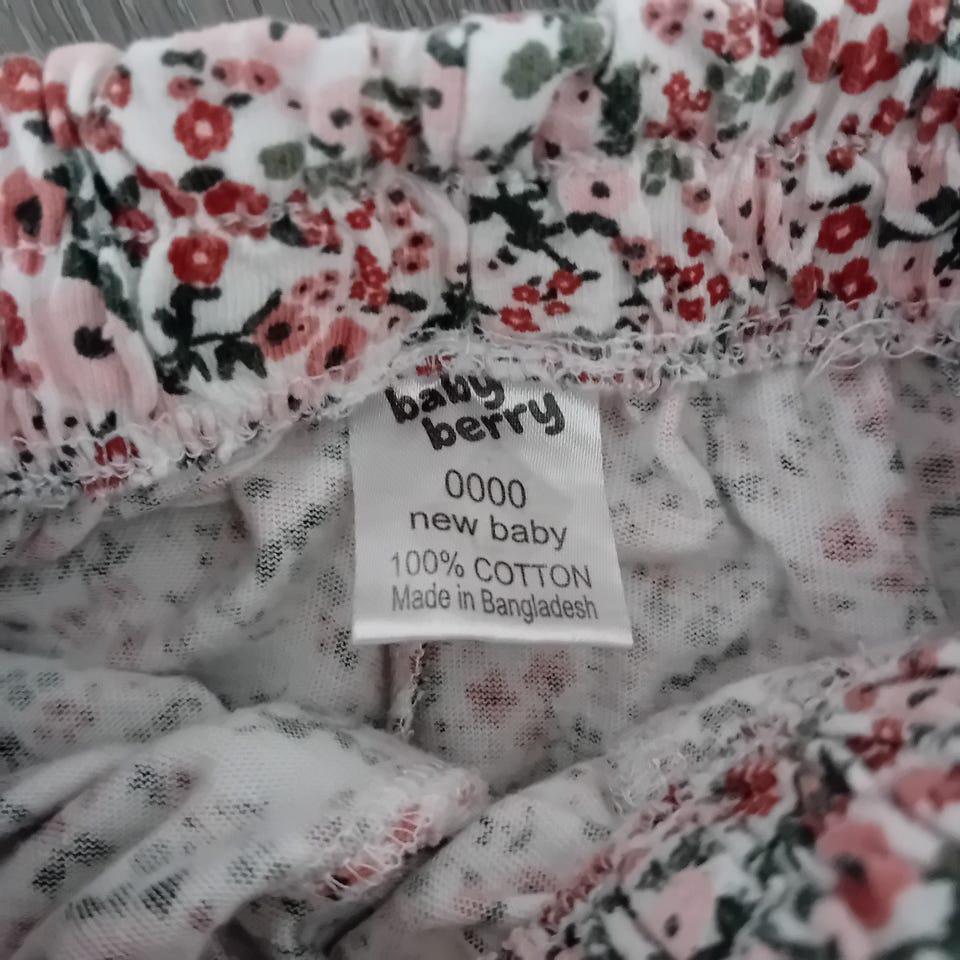 baby
berry
0000
new baby
100% COTTON
Made in Bangladesh